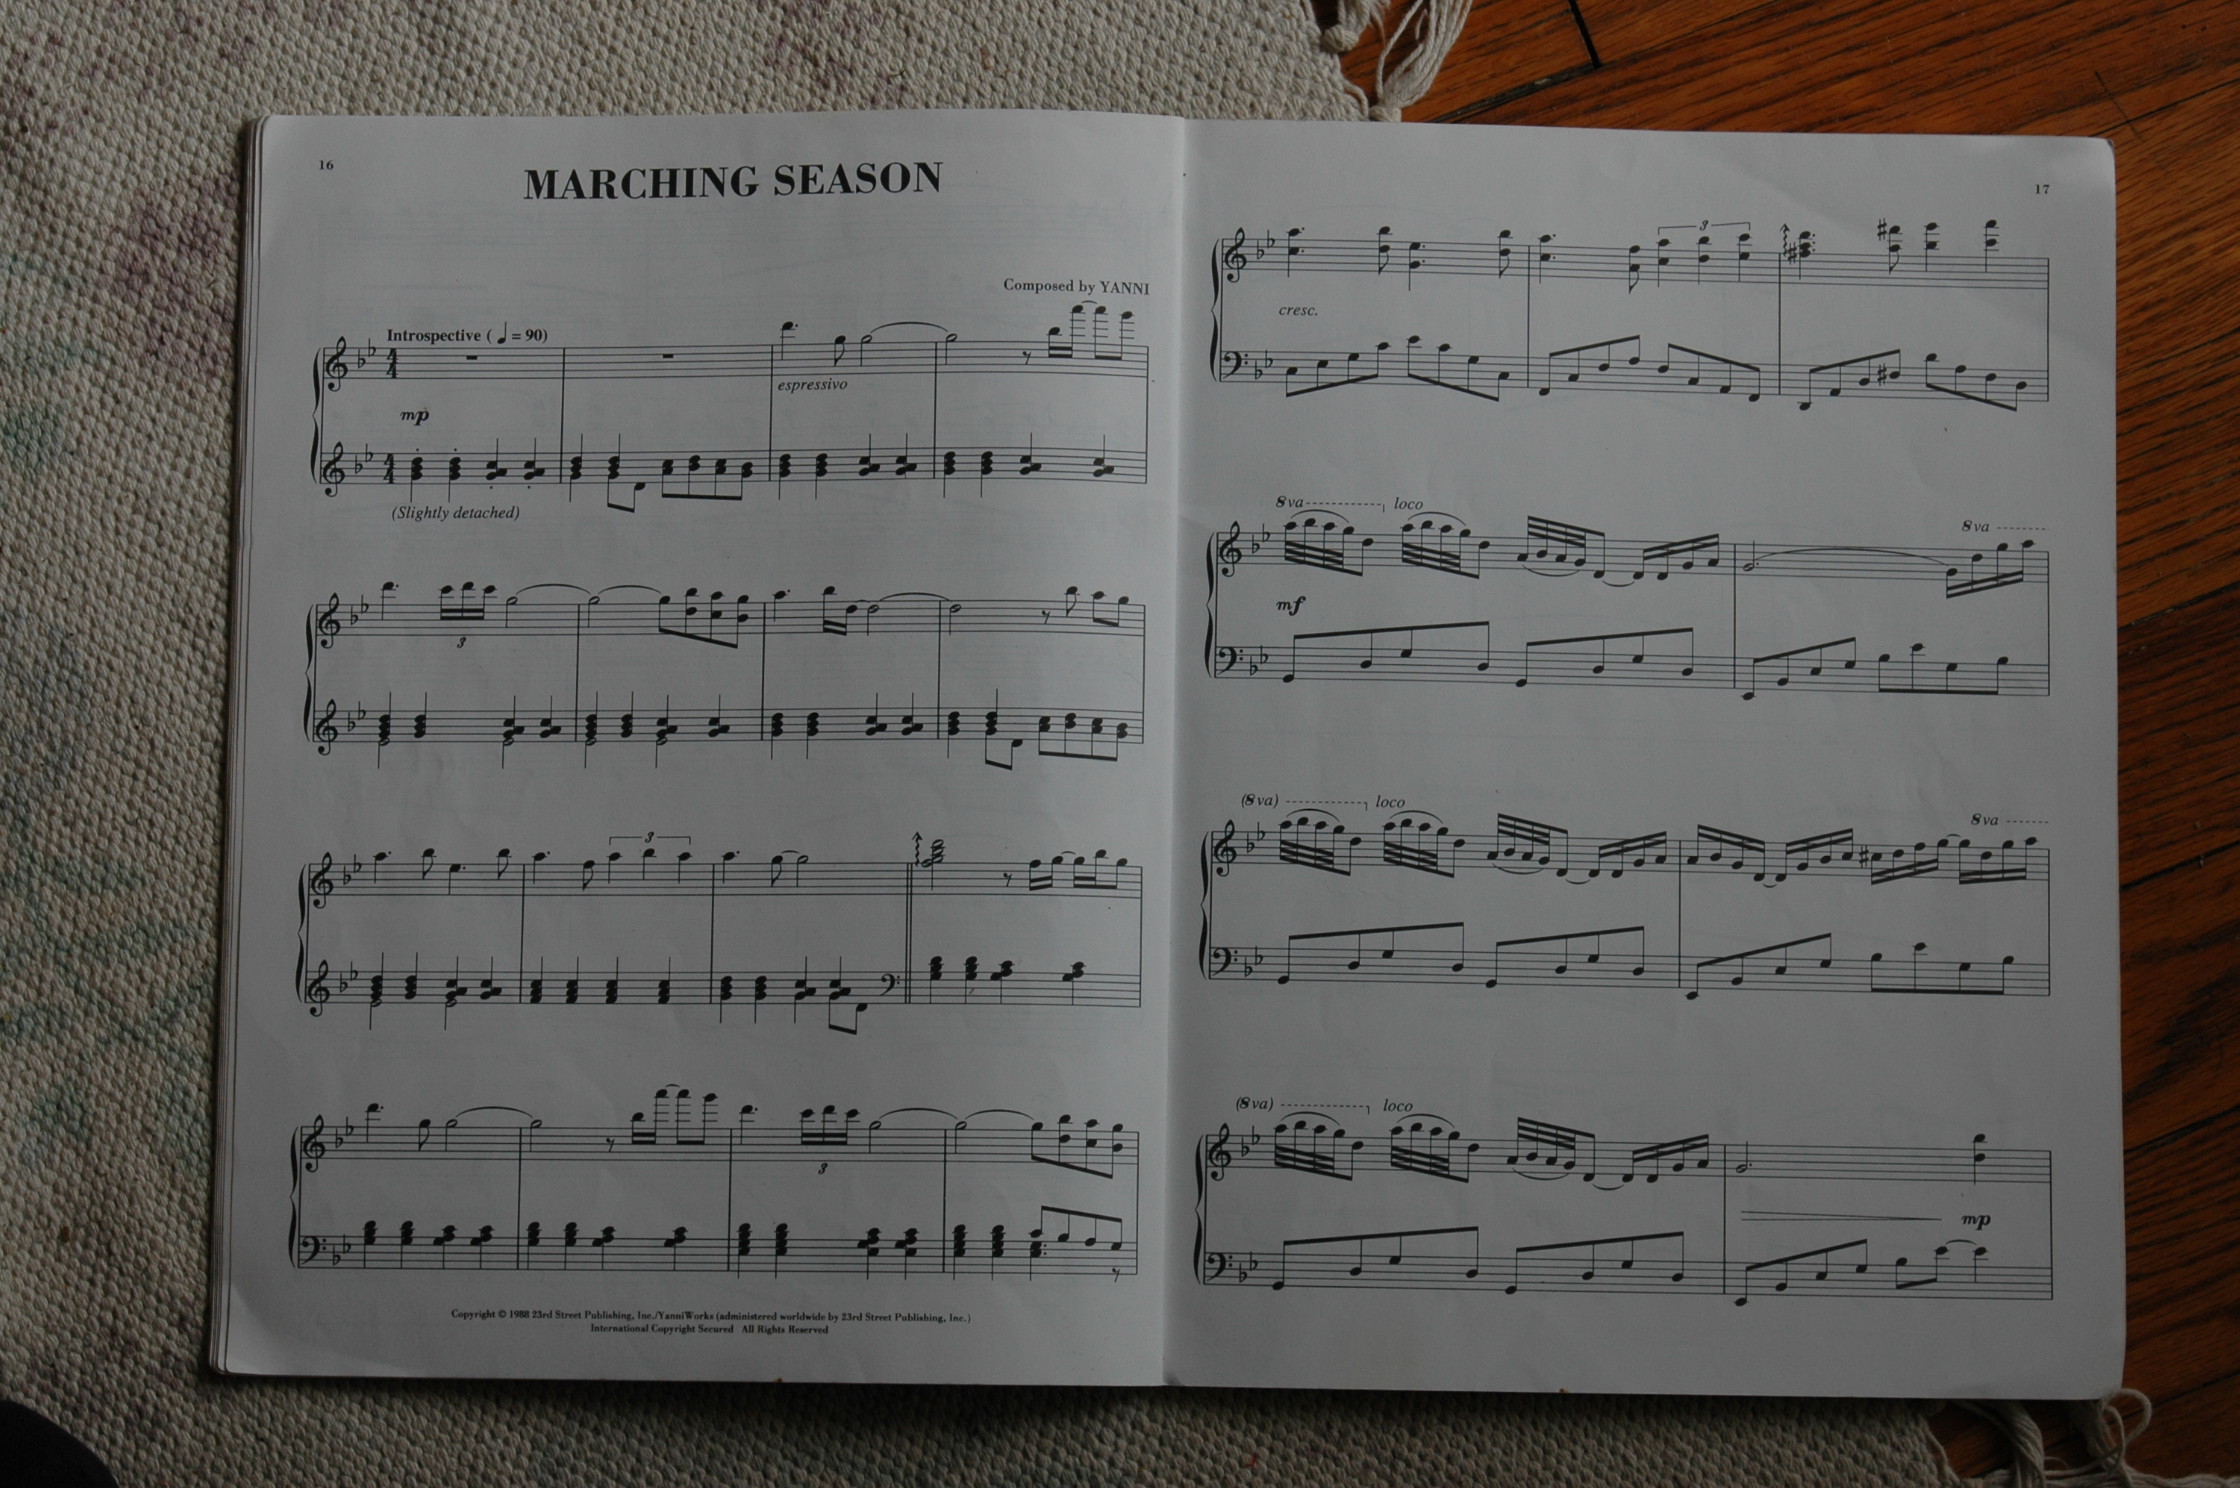 16
MARCHING SEASON
Composed by YANNI
Introspective ( ♩ = 90)
mp
espressivo
(Slightly detached)
3
3
3
Copyright © 1988 23rd Street Publishing, Inc./YanniWorks (administered worldwide by 23rd Street Publishing, Inc.)
International Copyright Secured All Rights Reserved
17
3
cresc.
8va loco 8va
mf
(8va) loco 8va
(8va) loco
mp